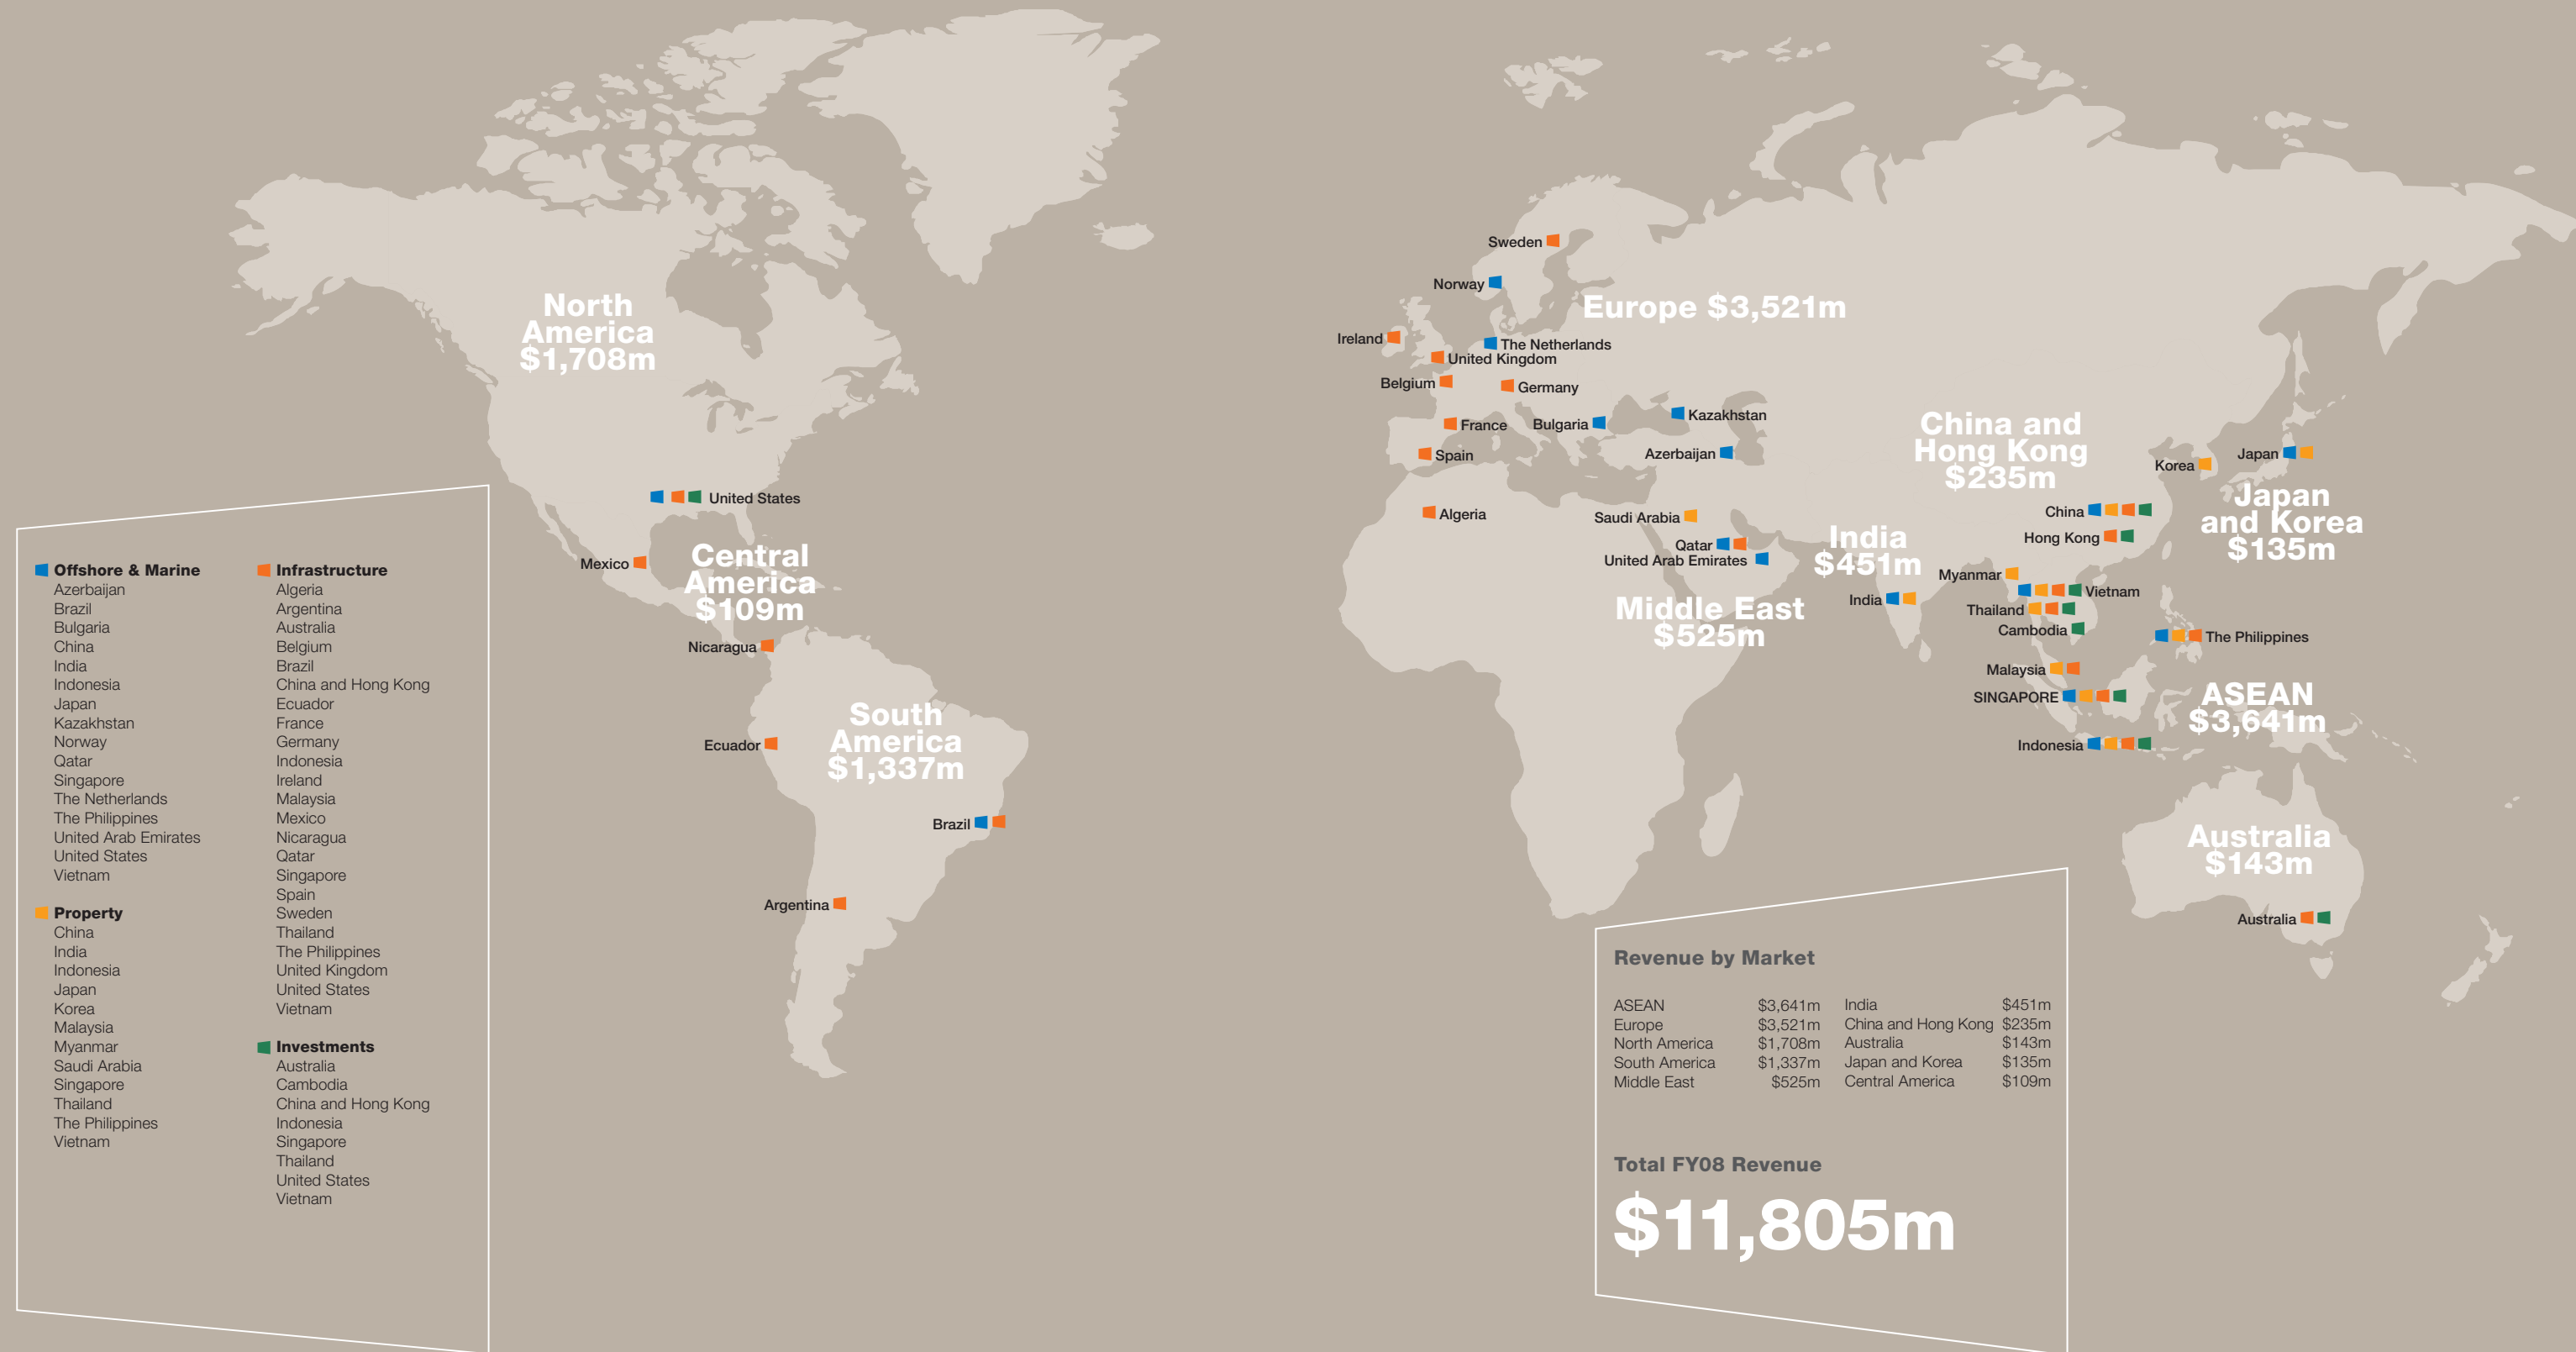 Sweden
Norway
North
America
$1,708m
Europe $3,521m
Ireland
The Netherlands
United Kingdom
Belgium
Germany
France
Bulgaria
Kazakhstan
Spain
Azerbaijan
China and
Hong Kong
$235m
Korea
Japan
Japan
and Korea
$135m
United States
Algeria
Saudi Arabia
Qatar
United Arab Emirates
India
$451m
China
Hong Kong
Mexico
Central
America
$109m
Middle East
$525m
India
Myanmar
Vietnam
Thailand
Cambodia
The Philippines
Nicaragua
Malaysia
SINGAPORE
ASEAN
$3,641m
Indonesia
South
America
$1,337m
Ecuador
Brazil
Argentina
Australia
$143m
Australia
Offshore & Marine
Azerbaijan
Brazil
Bulgaria
China
India
Indonesia
Japan
Kazakhstan
Norway
Qatar
Singapore
The Netherlands
The Philippines
United Arab Emirates
United States
Vietnam
Property
China
India
Indonesia
Japan
Korea
Malaysia
Myanmar
Saudi Arabia
Singapore
Thailand
The Philippines
Vietnam
Infrastructure
Algeria
Argentina
Australia
Belgium
Brazil
China and Hong Kong
Ecuador
France
Germany
Indonesia
Ireland
Malaysia
Mexico
Nicaragua
Qatar
Singapore
Spain
Sweden
Thailand
The Philippines
United Kingdom
United States
Vietnam
Investments
Australia
Cambodia
China and Hong Kong
Indonesia
Singapore
Thailand
United States
Vietnam
Revenue by Market
ASEAN $3,641m
Europe $3,521m
North America $1,708m
South America $1,337m
Middle East $525m
India $451m
China and Hong Kong $235m
Australia $143m
Japan and Korea $135m
Central America $109m
Total FY08 Revenue
$11,805m